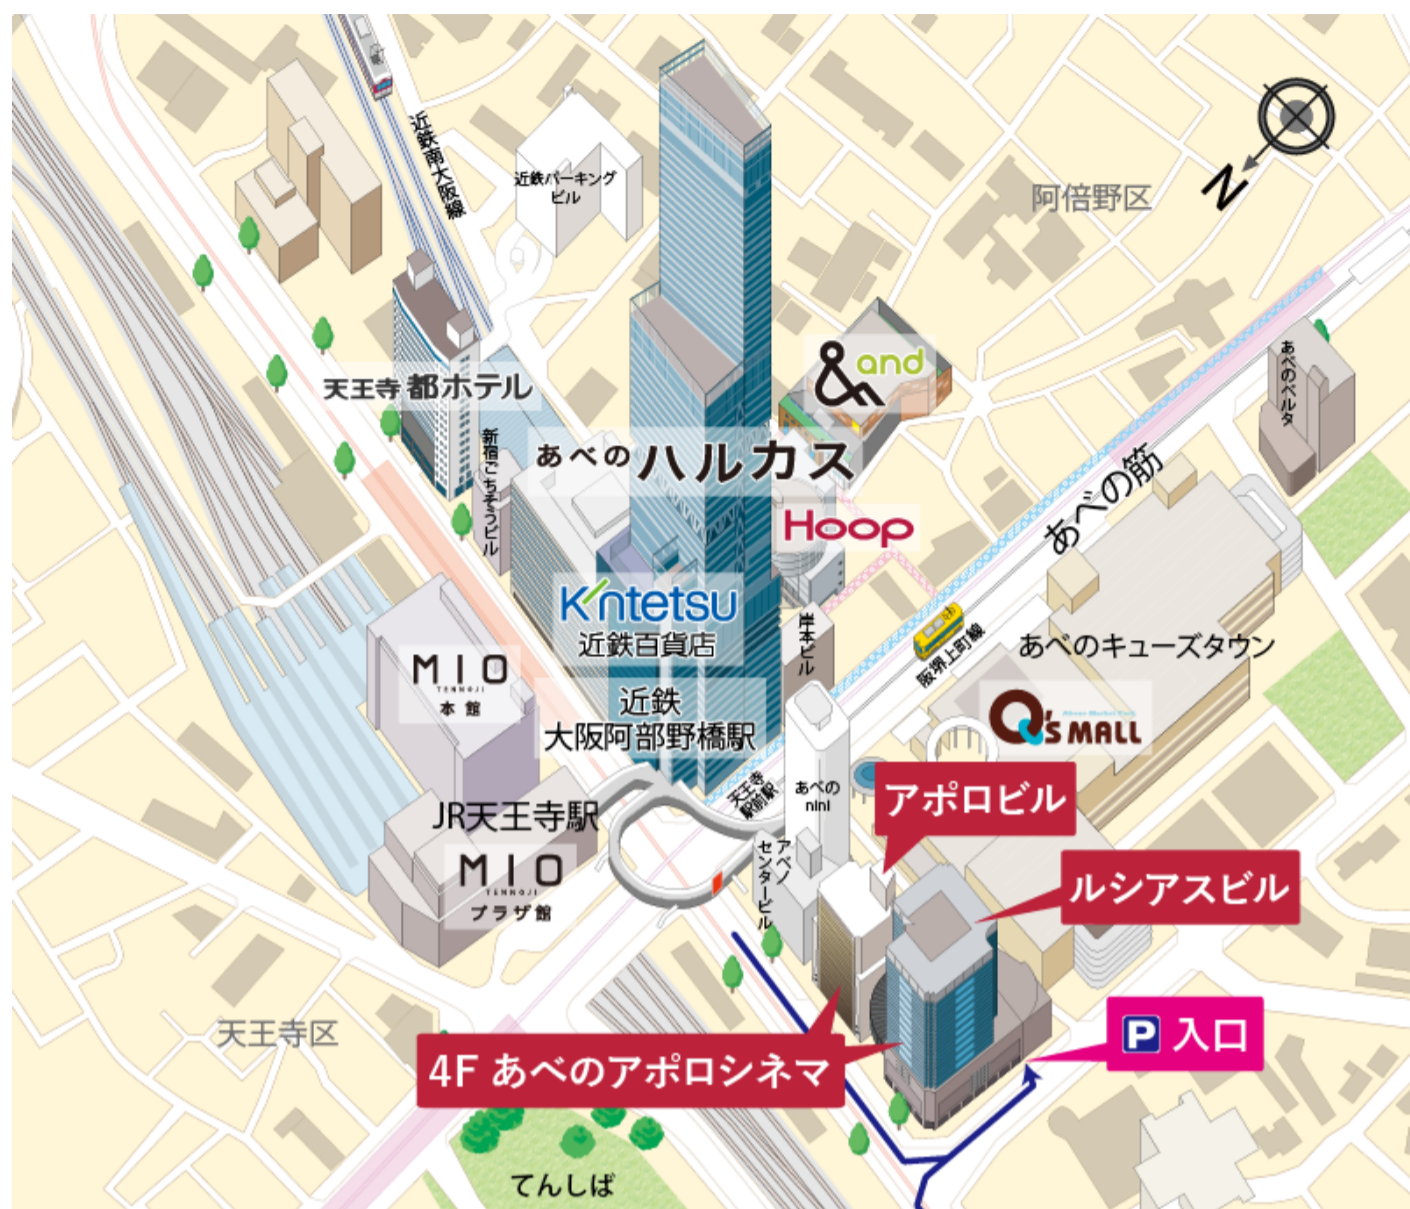 近鉄南大阪線
近鉄パーキング
ビル
N
阿倍野区
&and
天王寺 都ホテル
あべのベルタ
新宿ごちそうビル
あべの ハルカス
あべの筋
Hoop
Kintetsu
近鉄百貨店
岸本ビル
阪堺上町線
あべのキューズタウン
MIO
TENNOJI
本館
近鉄
大阪阿部野橋駅
Q's MALL
天王寺
駅前駅
あべの
nini
アポロビル
JR天王寺駅
MIO
TENNOJI
プラザ館
アベノ
センタービル
ルシアスビル
天王寺区
P 入口
4F あべのアポロシネマ
てんしば